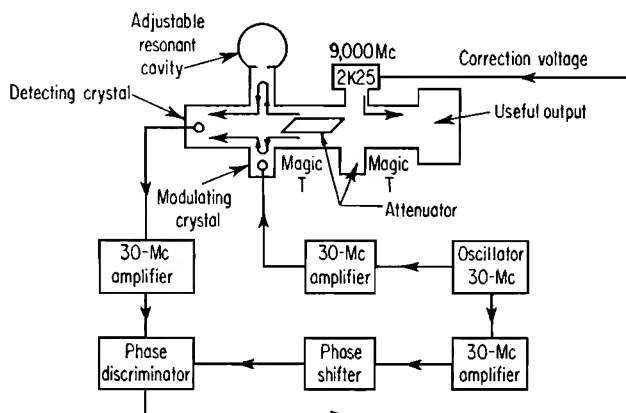 Adjustable
resonant
cavity
9,000 Mc
2K25
Correction voltage
Detecting crystal
Useful output
Modulating
crystal
Magic
T
Magic
T
Attenuator
30-Mc
amplifier
30-Mc
amplifier
Oscillator
30-Mc
Phase
discriminator
Phase
shifter
30-Mc
amplifier